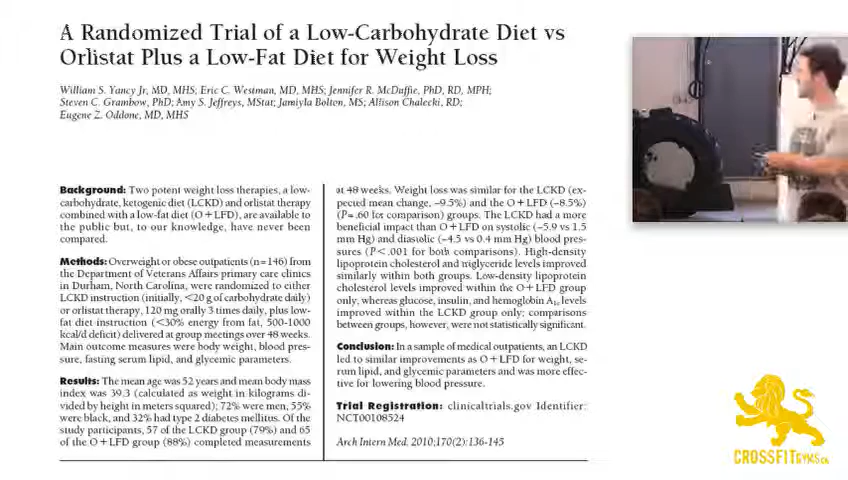 A Randomized Trial of a Low-Carbohydrate Diet vs
Orlistat Plus a Low-Fat Diet for Weight Loss
William S. Yancy Jr, MD, MHS; Eric C. Westman, MD, MHS; Jennifer R. McDuffie, PhD, RD, MPH;
Steven C. Grambow, PhD; Amy S. Jeffreys, MStat; Jamiyla Bolton, MS; Allison Chalecki, RD;
Eugene Z. Oddone, MD, MHS
Background: Two potent weight loss therapies, a low-
carbohydrate, ketogenic diet (LCKD) and orlistat therapy
combined with a low-fat diet (O + LFD), are available to
the public but, to our knowledge, have never been
compared.
Methods: Overweight or obese outpatients (n=146) from
the Department of Veterans Affairs primary care clinics
in Durham, North Carolina, were randomized to either
LCKD instruction (initially, <20 g of carbohydrate daily)
or orlistat therapy, 120 mg orally 3 times daily, plus low-
fat diet instruction (<30% energy from fat, 500-1000
kcal/d deficit) delivered at group meetings over 48 weeks.
Main outcome measures were body weight, blood pres-
sure, fasting serum lipid, and glycemic parameters.
Results: The mean age was 52 years and mean body mass
index was 39.3 (calculated as weight in kilograms di-
vided by height in meters squared); 72% were men, 55%
were black, and 32% had type 2 diabetes mellitus. Of the
study participants, 57 of the LCKD group (79%) and 65
of the O + LFD group (88%) completed measurements
at 48 weeks. Weight loss was similar for the LCKD (ex-
pected mean change, −9.5%) and the O + LFD (−8.5%)
(P = .60 for comparison) groups. The LCKD had a more
beneficial impact than O + LFD on systolic (−5.9 vs 1.5
mm Hg) and diastolic (−4.5 vs 0.4 mm Hg) blood pres-
sures (P < .001 for both comparisons). High-density
lipoprotein cholesterol and triglyceride levels improved
similarly within both groups. Low-density lipoprotein
cholesterol levels improved within the O + LFD group
only, whereas glucose, insulin, and hemoglobin A1c levels
improved within the LCKD group only; comparisons
between groups, however, were not statistically significant.
Conclusion: In a sample of medical outpatients, an LCKD
led to similar improvements as O + LFD for weight, se-
rum lipid, and glycemic parameters and was more effec-
tive for lowering blood pressure.
Trial Registration: clinicaltrials.gov Identifier:
NCT00108524
Arch Intern Med. 2010;170(2):136-145
CROSSFITGYMS.CA